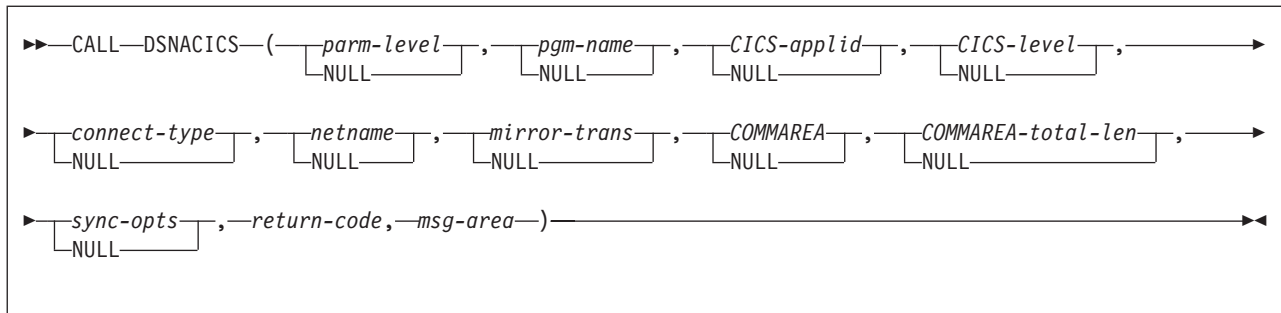 ►►—CALL—DSNACICS—(—parm-level—,—pgm-name—,—CICS-applid—,—CICS-level—,—►
NULL NULL NULL NULL
►—connect-type—,—netname—,—mirror-trans—,—COMMAREA—,—COMMAREA-total-len—,—►
NULL NULL NULL NULL NULL
►—sync-opts—,—return-code,—msg-area—)—►◄
NULL